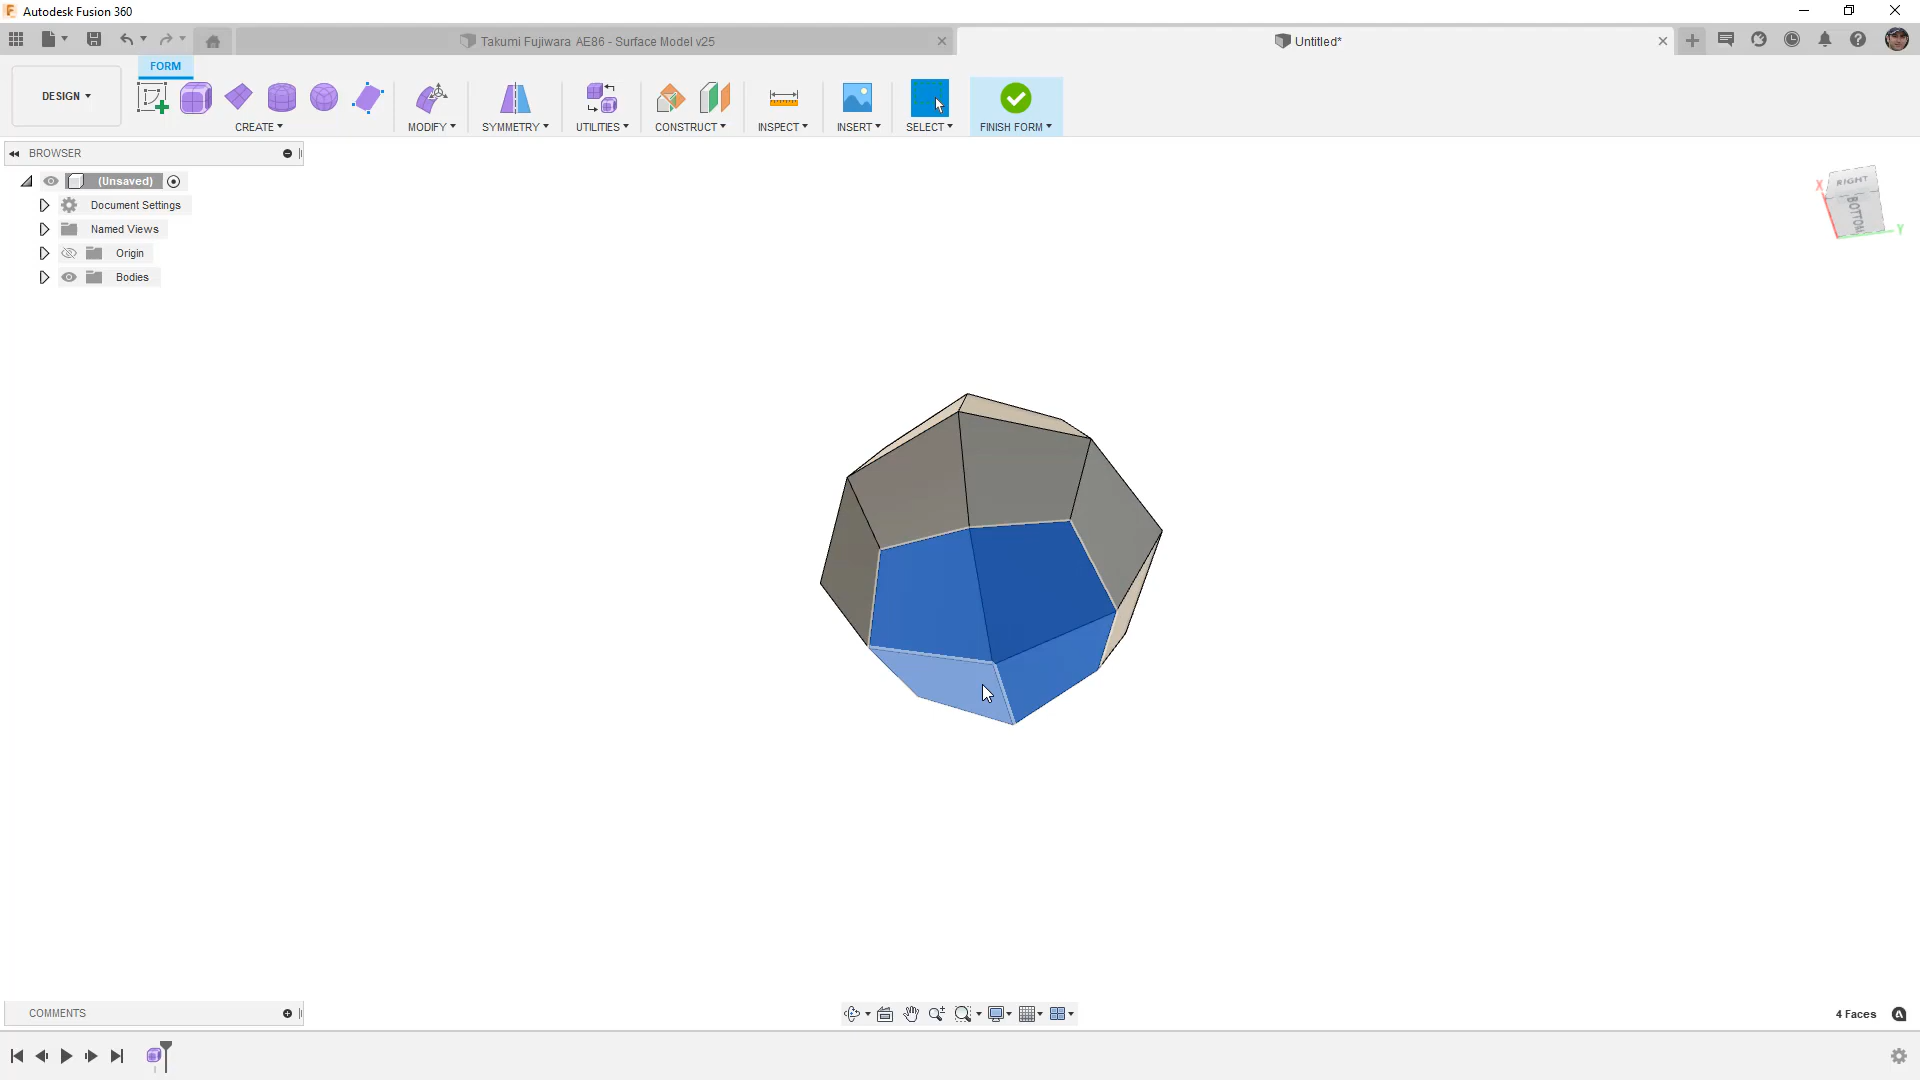 Autodesk Fusion 360
Takumi Fujiwara AE86 - Surface Model v25
Untitled*
FORM
DESIGN
CREATE
MODIFY
SYMMETRY
UTILITIES
CONSTRUCT
INSPECT
INSERT
SELECT
FINISH FORM
BROWSER
(Unsaved)
Document Settings
Named Views
Origin
Bodies
RIGHT
BOTTOM
X
Y
COMMENTS
4 Faces